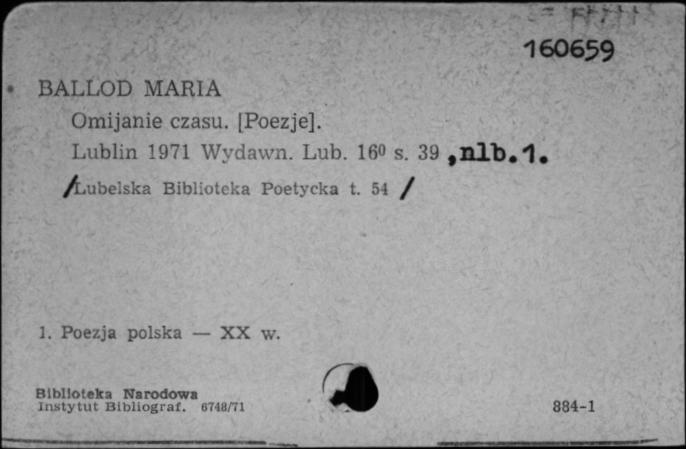 160659
BALLOD MARIA
Omijanie czasu. [Poezje].
Lublin 1971 Wydawn. Lub. 16⁰ s. 39 ,nlb.1.
/Lubelska Biblioteka Poetycka t. 54 /
1. Poezja polska — XX w.
Biblioteka Narodowa
Instytut Bibliograf. 6748/71
884-1